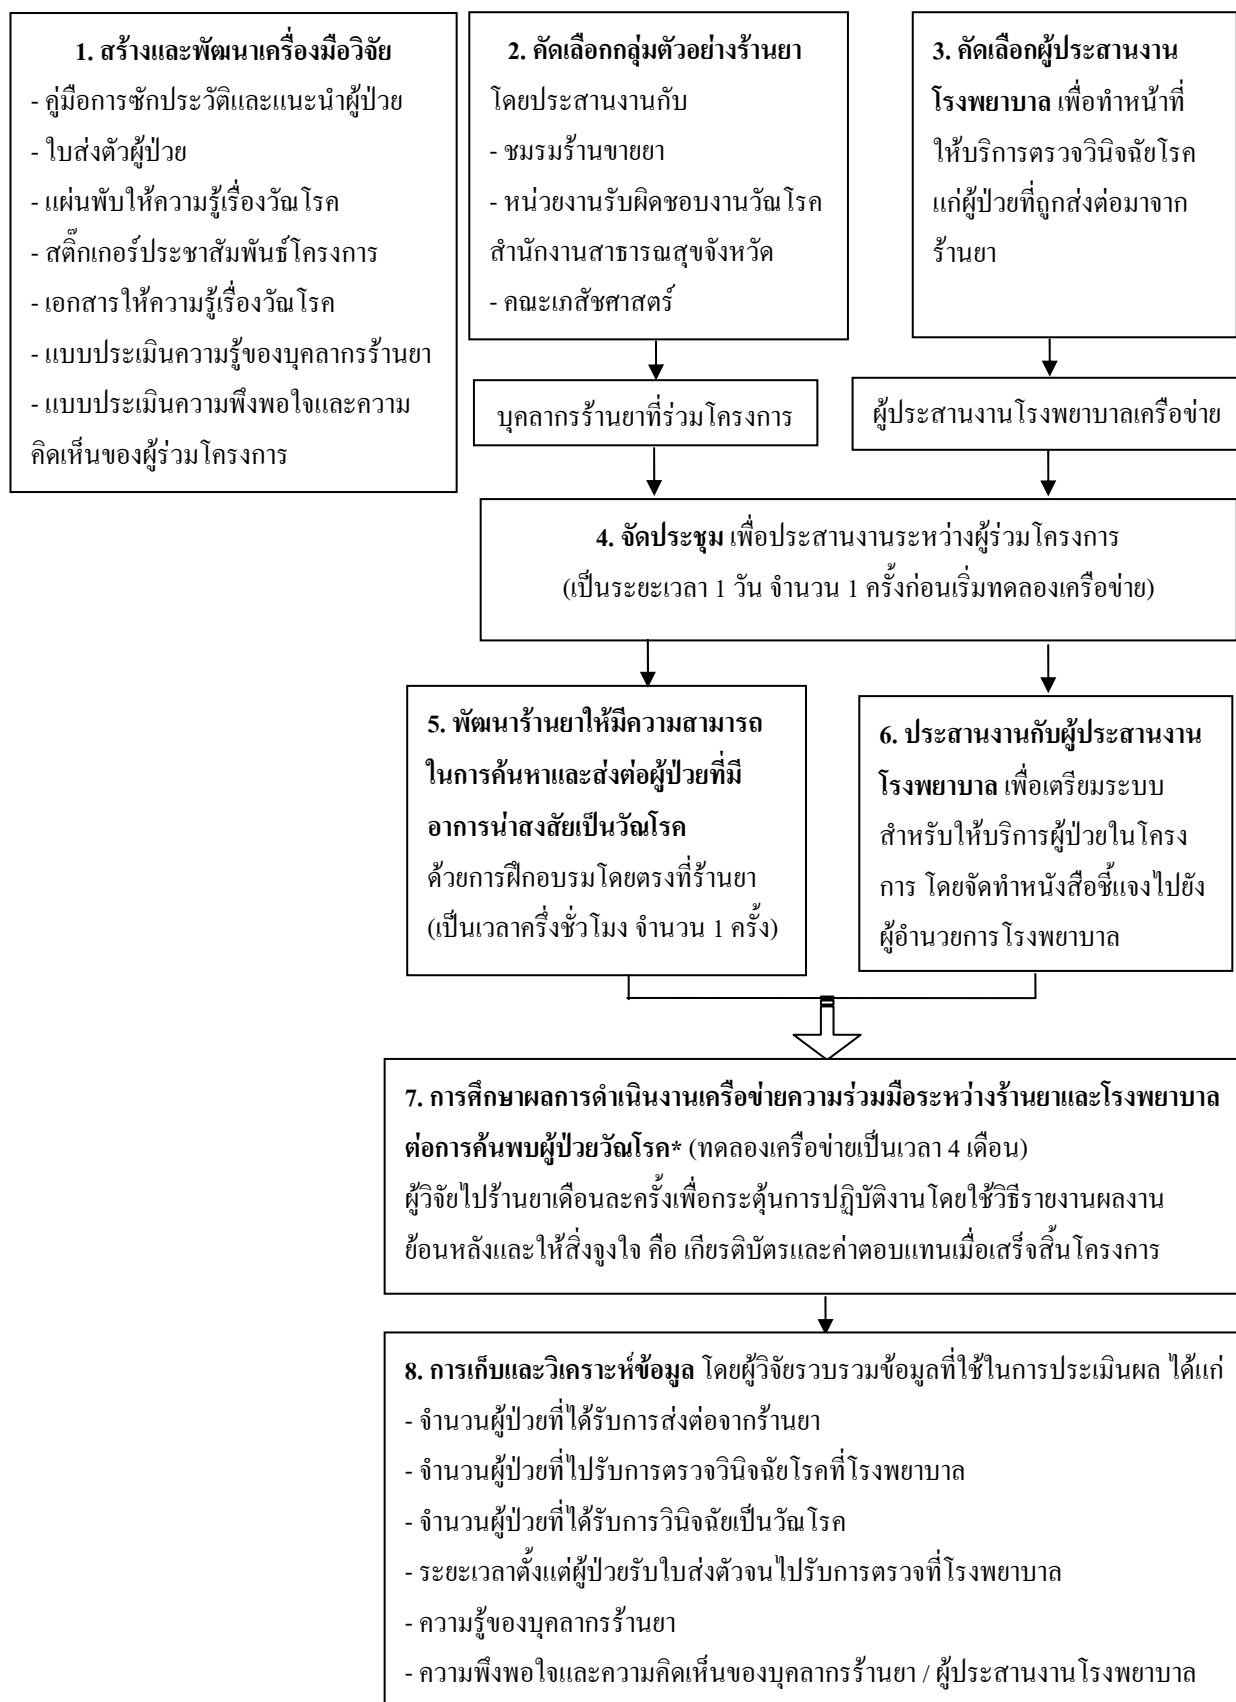 1. สร้างและพัฒนาเครื่องมือวิจัย
- คู่มือการซักประวัติและแนะนำผู้ป่วย
- ใบส่งตัวผู้ป่วย
- แผ่นพับให้ความรู้เรื่องวัณโรค
- สติ๊กเกอร์ประชาสัมพันธ์โครงการ
- เอกสารให้ความรู้เรื่องวัณโรค
- แบบประเมินความรู้ของบุคลากรร้านยา
- แบบประเมินความพึงพอใจและความ
คิดเห็นของผู้ร่วมโครงการ
2. คัดเลือกกลุ่มตัวอย่างร้านยา
โดยประสานงานกับ
- ชมรมร้านขายยา
- หน่วยงานรับผิดชอบงานวัณโรค
สำนักงานสาธารณสุขจังหวัด
- คณะเภสัชศาสตร์
3. คัดเลือกผู้ประสานงาน
โรงพยาบาล เพื่อทำหน้าที่
ให้บริการตรวจวินิจฉัยโรค
แก่ผู้ป่วยที่ถูกส่งต่อมาจาก
ร้านยา
บุคลากรร้านยาที่ร่วมโครงการ
ผู้ประสานงานโรงพยาบาลเครือข่าย
4. จัดประชุม เพื่อประสานงานระหว่างผู้ร่วมโครงการ
(เป็นระยะเวลา 1 วัน จำนวน 1 ครั้งก่อนเริ่มทดลองเครือข่าย)
5. พัฒนาร้านยาให้มีความสามารถ
ในการค้นหาและส่งต่อผู้ป่วยที่มี
อาการน่าสงสัยเป็นวัณโรค
ด้วยการฝึกอบรมโดยตรงที่ร้านยา
(เป็นเวลาครึ่งชั่วโมง จำนวน 1 ครั้ง)
6. ประสานงานกับผู้ประสานงาน
โรงพยาบาล เพื่อเตรียมระบบ
สำหรับให้บริการผู้ป่วยในโครง
การ โดยจัดทำหนังสือชี้แจงไปยัง
ผู้อำนวยการโรงพยาบาล
7. การศึกษาผลการดำเนินงานเครือข่ายความร่วมมือระหว่างร้านยาและโรงพยาบาล
ต่อการค้นพบผู้ป่วยวัณโรค* (ทดลองเครือข่ายเป็นเวลา 4 เดือน)
ผู้วิจัยไปร้านยาเดือนละครั้งเพื่อกระตุ้นการปฏิบัติงานโดยใช้วิธีรายงานผลงาน
ย้อนหลังและให้สิ่งจูงใจ คือ เกียรติบัตรและค่าตอบแทนเมื่อเสร็จสิ้นโครงการ
8. การเก็บและวิเคราะห์ข้อมูล โดยผู้วิจัยรวบรวมข้อมูลที่ใช้ในการประเมินผล ได้แก่
- จำนวนผู้ป่วยที่ได้รับการส่งต่อจากร้านยา
- จำนวนผู้ป่วยที่ไปรับการตรวจวินิจฉัยโรคที่โรงพยาบาล
- จำนวนผู้ป่วยที่ได้รับการวินิจฉัยเป็นวัณโรค
- ระยะเวลาตั้งแต่ผู้ป่วยรับใบส่งตัวจนไปรับการตรวจที่โรงพยาบาล
- ความรู้ของบุคลากรร้านยา
- ความพึงพอใจและความคิดเห็นของบุคลากรร้านยา / ผู้ประสานงานโรงพยาบาล